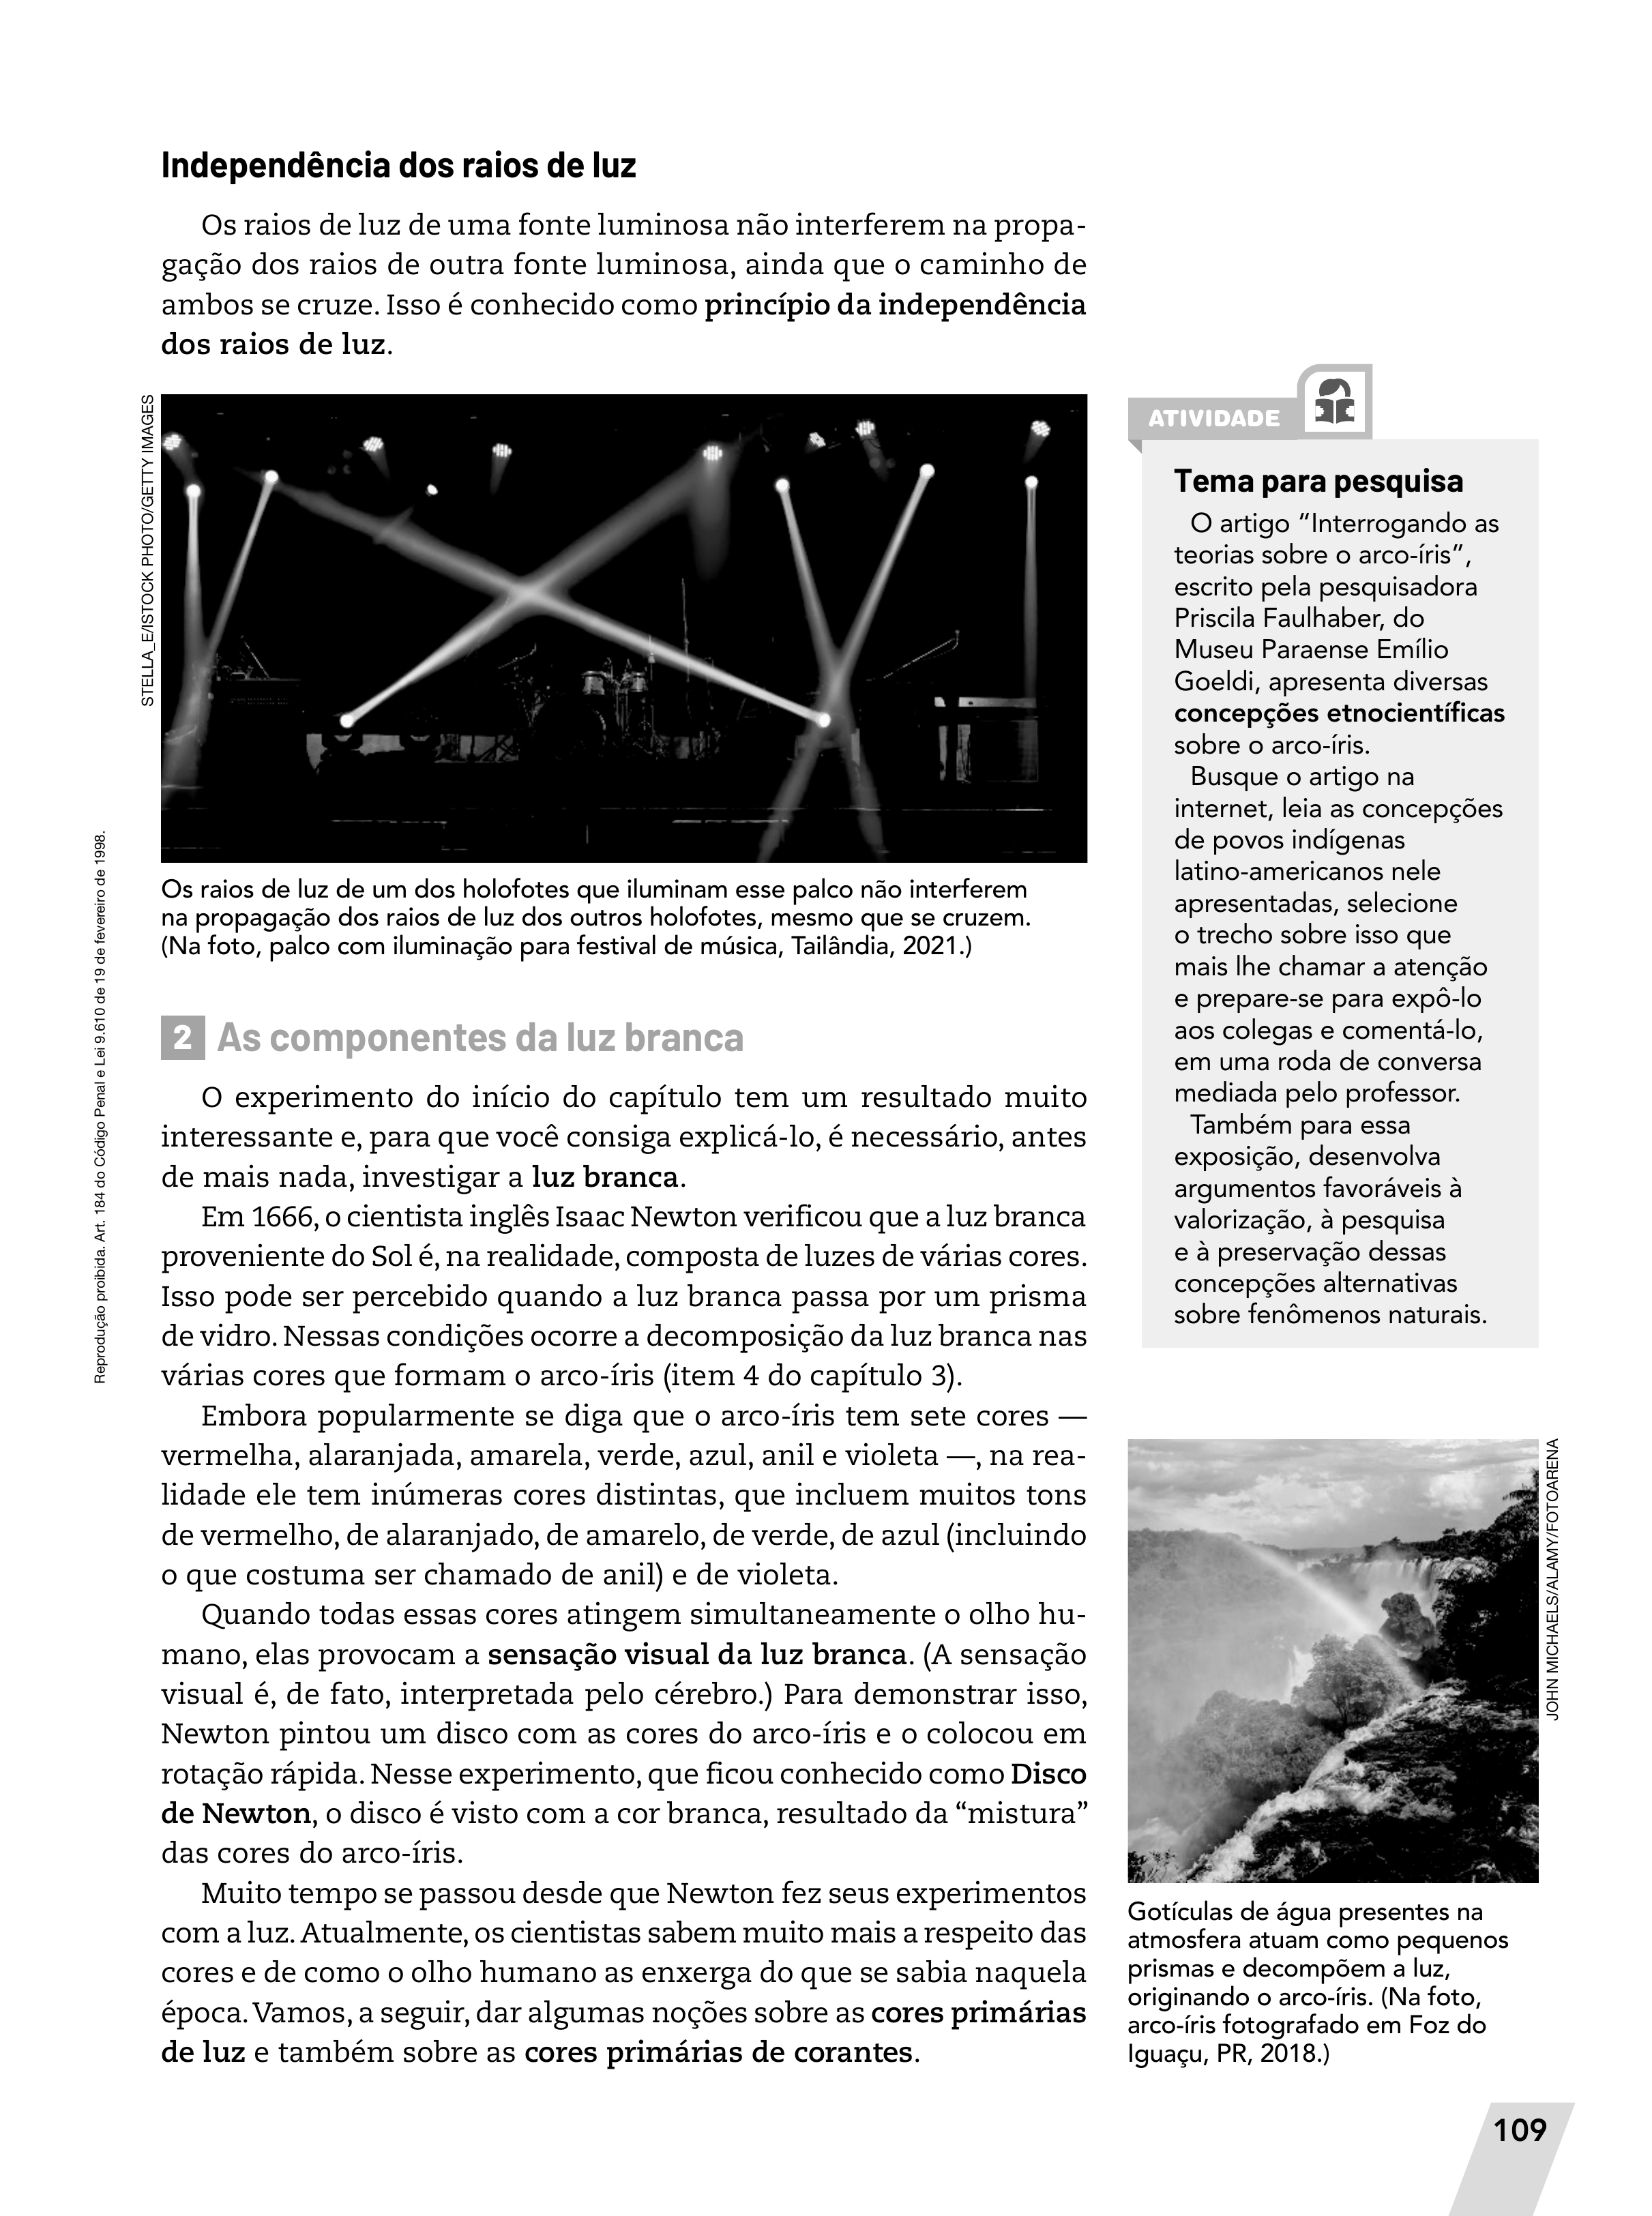 Independência dos raios de luz
Os raios de luz de uma fonte luminosa não interferem na propa-
gação dos raios de outra fonte luminosa, ainda que o caminho de
ambos se cruze. Isso é conhecido como princípio da independência
dos raios de luz.
STELLA_E/ISTOCK PHOTO/GETTY IMAGES
Os raios de luz de um dos holofotes que iluminam esse palco não interferem
na propagação dos raios de luz dos outros holofotes, mesmo que se cruzem.
(Na foto, palco com iluminação para festival de música, Tailândia, 2021.)
2 As componentes da luz branca
O experimento do início do capítulo tem um resultado muito
interessante e, para que você consiga explicá-lo, é necessário, antes
de mais nada, investigar a luz branca.
Em 1666, o cientista inglês Isaac Newton verificou que a luz branca
proveniente do Sol é, na realidade, composta de luzes de várias cores.
Isso pode ser percebido quando a luz branca passa por um prisma
de vidro. Nessas condições ocorre a decomposição da luz branca nas
várias cores que formam o arco-íris (item 4 do capítulo 3).
Embora popularmente se diga que o arco-íris tem sete cores —
vermelha, alaranjada, amarela, verde, azul, anil e violeta —, na rea-
lidade ele tem inúmeras cores distintas, que incluem muitos tons
de vermelho, de alaranjado, de amarelo, de verde, de azul (incluindo
o que costuma ser chamado de anil) e de violeta.
Quando todas essas cores atingem simultaneamente o olho hu-
mano, elas provocam a sensação visual da luz branca. (A sensação
visual é, de fato, interpretada pelo cérebro.) Para demonstrar isso,
Newton pintou um disco com as cores do arco-íris e o colocou em
rotação rápida. Nesse experimento, que ficou conhecido como Disco
de Newton, o disco é visto com a cor branca, resultado da “mistura”
das cores do arco-íris.
Muito tempo se passou desde que Newton fez seus experimentos
com a luz. Atualmente, os cientistas sabem muito mais a respeito das
cores e de como o olho humano as enxerga do que se sabia naquela
época. Vamos, a seguir, dar algumas noções sobre as cores primárias
de luz e também sobre as cores primárias de corantes.
ATIVIDADE
Tema para pesquisa
O artigo “Interrogando as
teorias sobre o arco-íris”,
escrito pela pesquisadora
Priscila Faulhaber, do
Museu Paraense Emílio
Goeldi, apresenta diversas
concepções etnocientíficas
sobre o arco-íris.
Busque o artigo na
internet, leia as concepções
de povos indígenas
latino-americanos nele
apresentadas, selecione
o trecho sobre isso que
mais lhe chamar a atenção
e prepare-se para expô-lo
aos colegas e comentá-lo,
em uma roda de conversa
mediada pelo professor.
Também para essa
exposição, desenvolva
argumentos favoráveis à
valorização, à pesquisa
e à preservação dessas
concepções alternativas
sobre fenômenos naturais.
JOHN MICHAELS/ALAMY/FOTOARENA
Gotículas de água presentes na
atmosfera atuam como pequenos
prismas e decompõem a luz,
originando o arco-íris. (Na foto,
arco-íris fotografado em Foz do
Iguaçu, PR, 2018.)
Reprodução proibida. Art. 184 do Código Penal e Lei 9.610 de 19 de fevereiro de 1998.
109